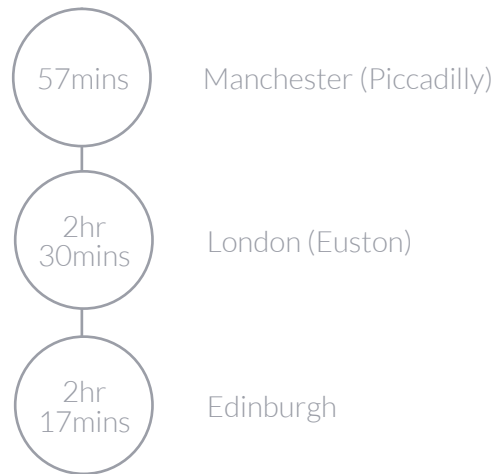 57mins
Manchester (Piccadilly)
2hr
30mins
London (Euston)
2hr
17mins
Edinburgh